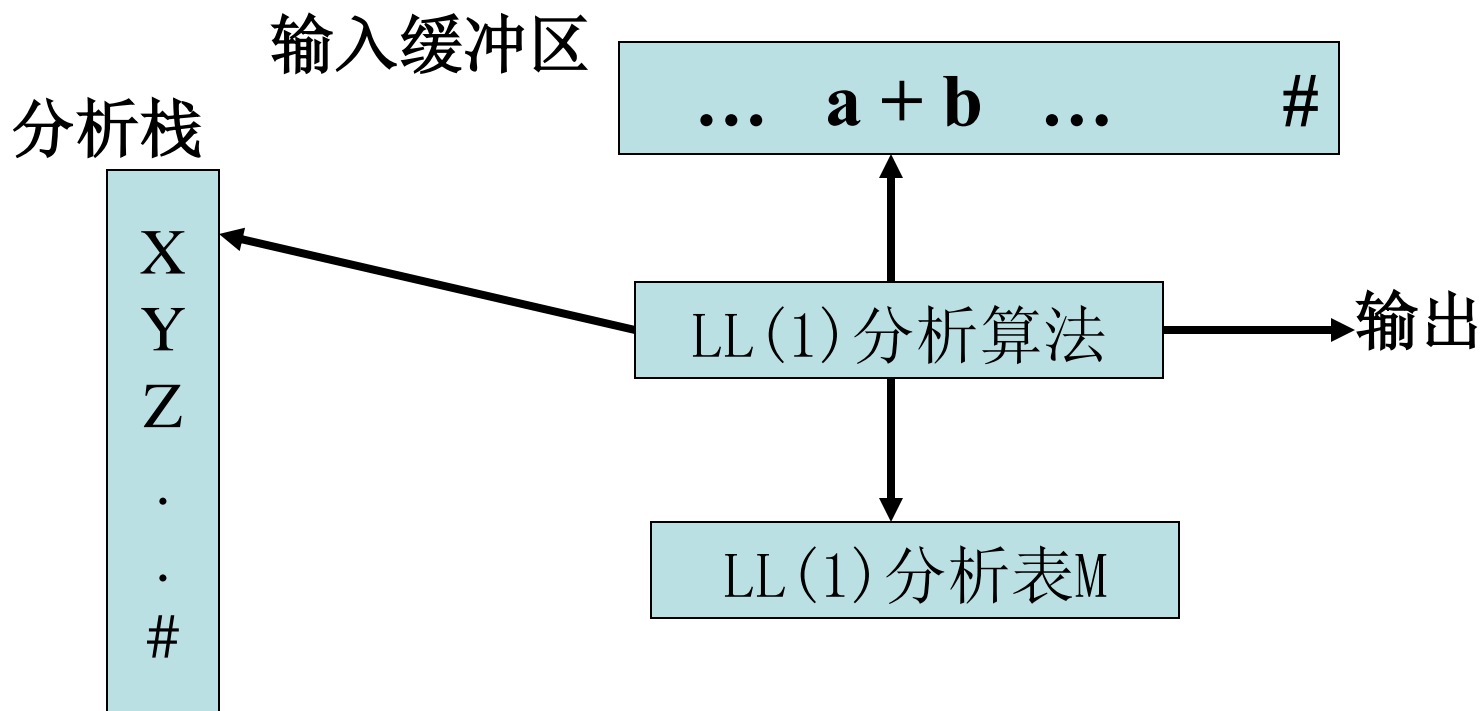 输入缓冲区
… a + b … #
分析栈
X
Y
Z
.
.
#
LL(1)分析算法
输出
LL(1)分析表M